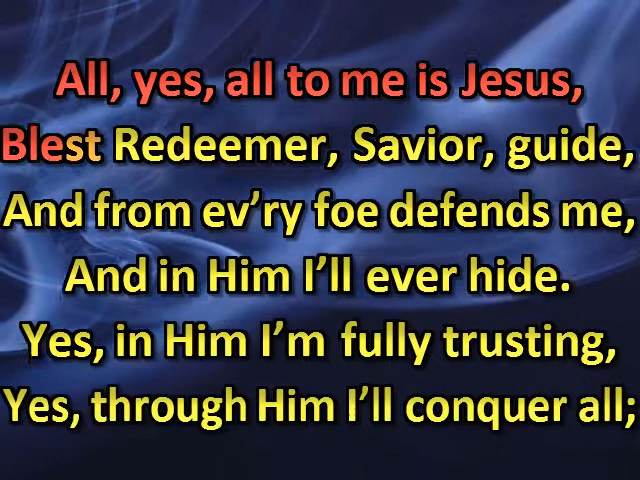 All, yes, all to me is Jesus,
Blest Redeemer, Savior, guide,
And from ev’ry foe defends me,
And in Him I’ll ever hide.
Yes, in Him I’m fully trusting,
Yes, through Him I’ll conquer all;